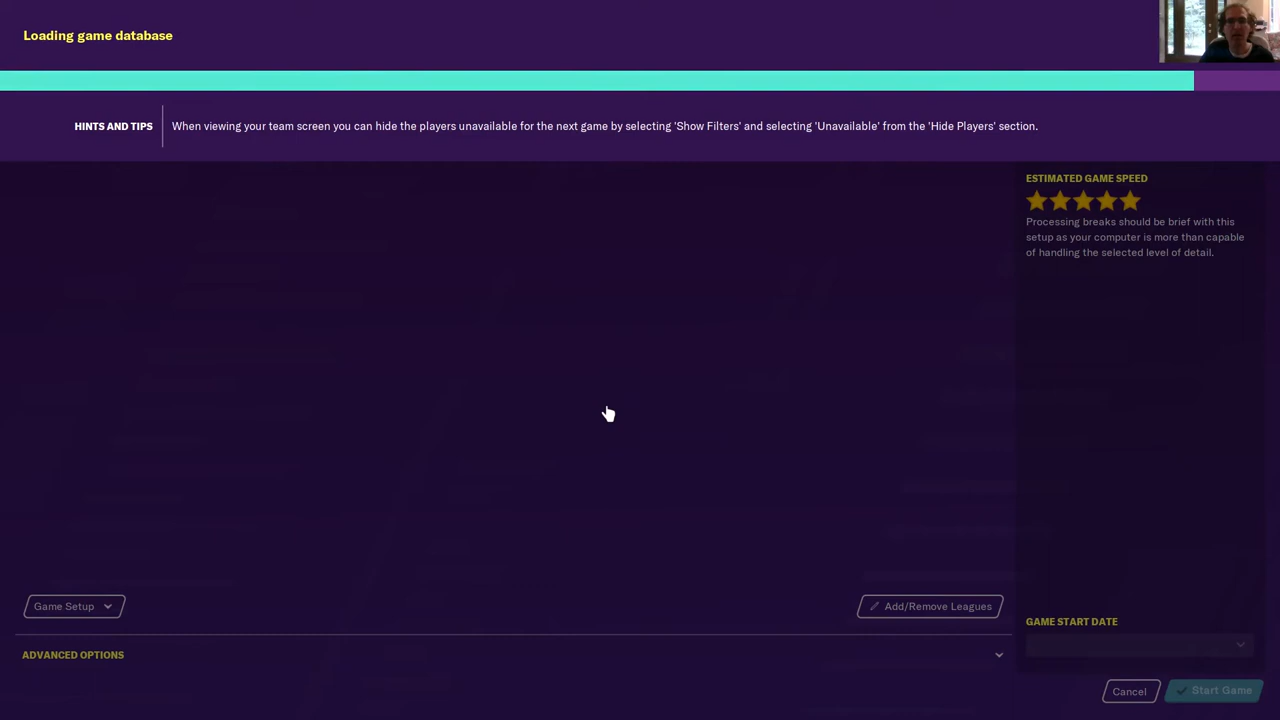 Loading game database
HINTS AND TIPS
When viewing your team screen you can hide the players unavailable for the next game by selecting 'Show Filters' and selecting 'Unavailable' from the 'Hide Players' section.
ESTIMATED GAME SPEED
Processing breaks should be brief with this
setup as your computer is more than capable
of handling the selected level of detail.
Game Setup
Add/Remove Leagues
GAME START DATE
ADVANCED OPTIONS
Cancel
Start Game